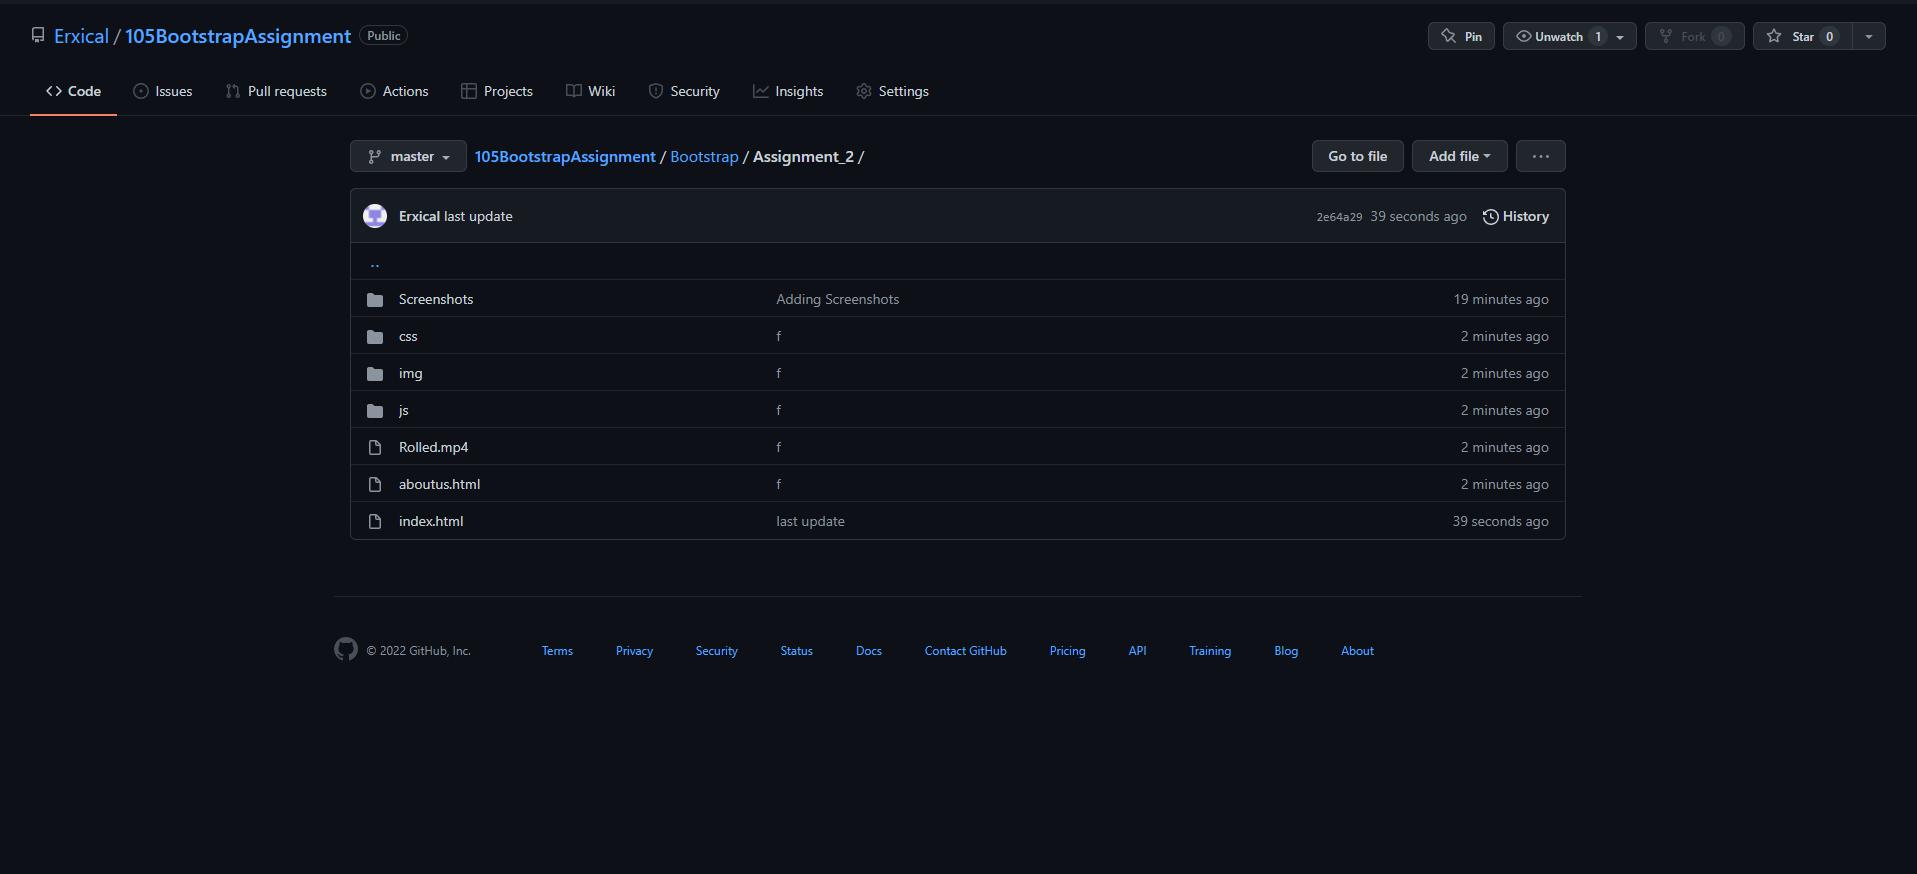 Erxical / 105BootstrapAssignment Public Pin Unwatch 1 Fork 0 Star 0
Code Issues Pull requests Actions Projects Wiki Security Insights Settings
master 105BootstrapAssignment / Bootstrap / Assignment_2 / Go to file Add file ...
Erxical last update 2e64a29 39 seconds ago History
..
Screenshots Adding Screenshots 19 minutes ago
css f 2 minutes ago
img f 2 minutes ago
js f 2 minutes ago
Rolled.mp4 f 2 minutes ago
aboutus.html f 2 minutes ago
index.html last update 39 seconds ago
© 2022 GitHub, Inc. Terms Privacy Security Status Docs Contact GitHub Pricing API Training Blog About